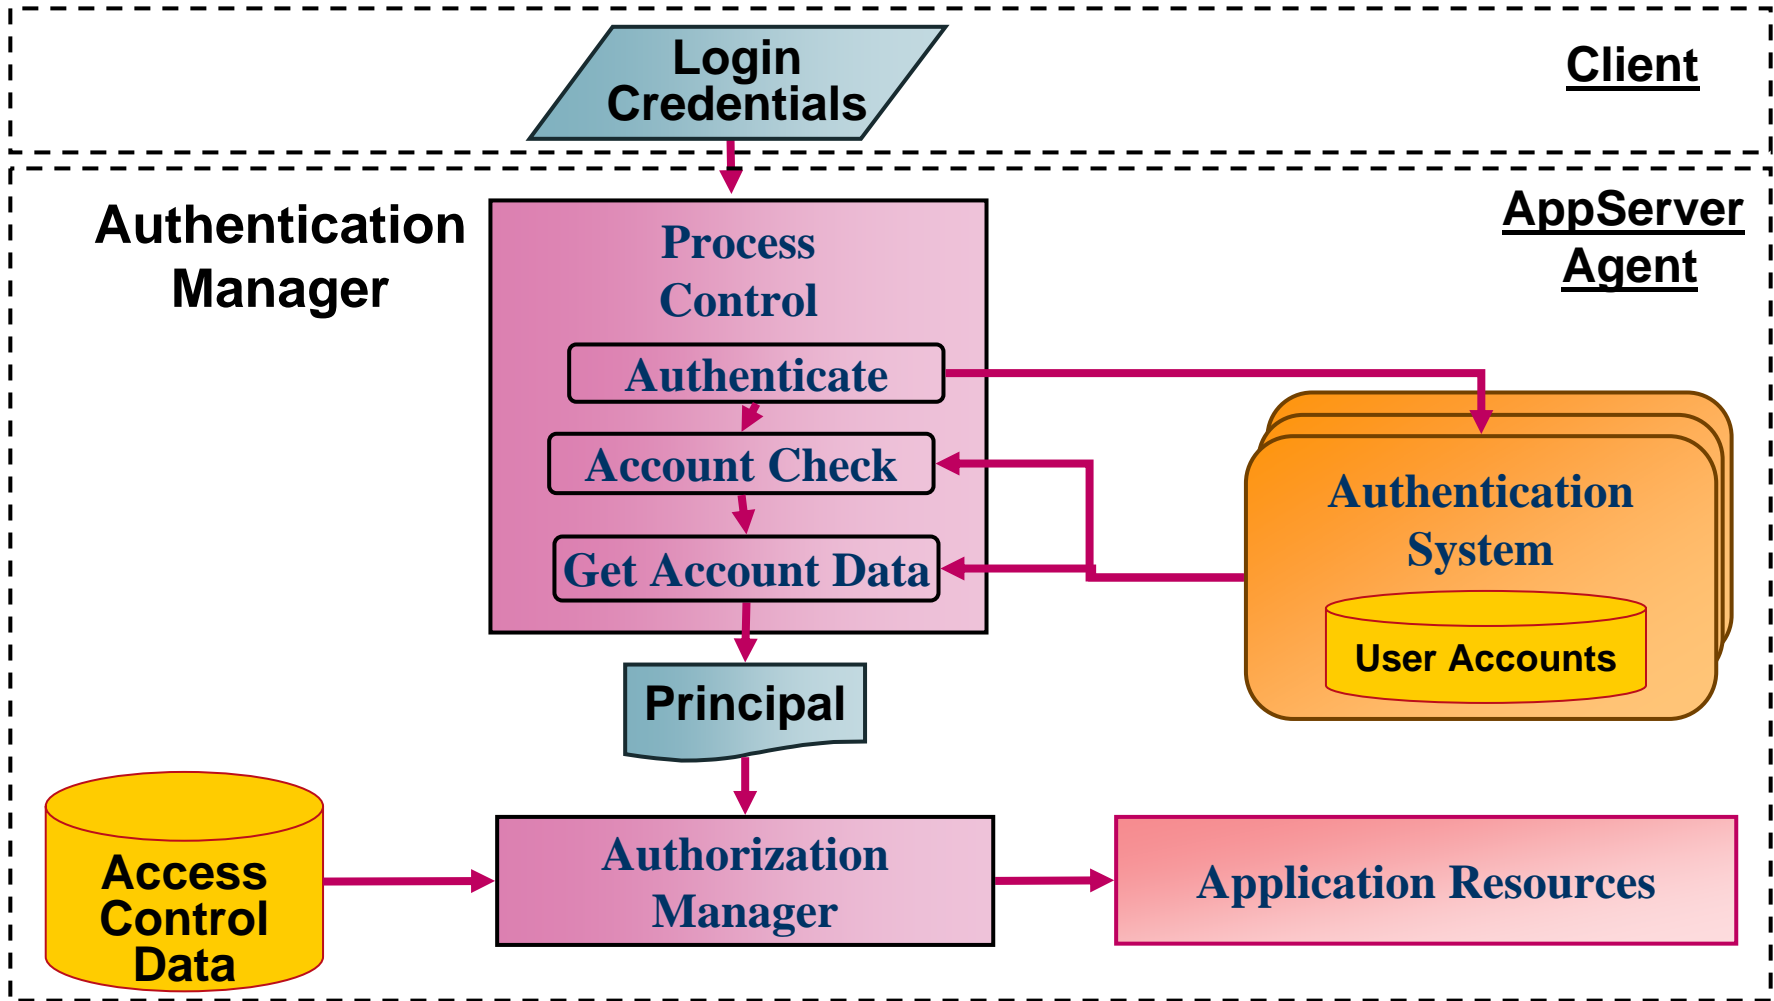 Login
Credentials
Client
Authentication
Manager
AppServer
Agent
Process
Control
Authenticate
Account Check
Get Account Data
Authentication
System
User Accounts
Principal
Access
Control
Data
Authorization
Manager
Application Resources